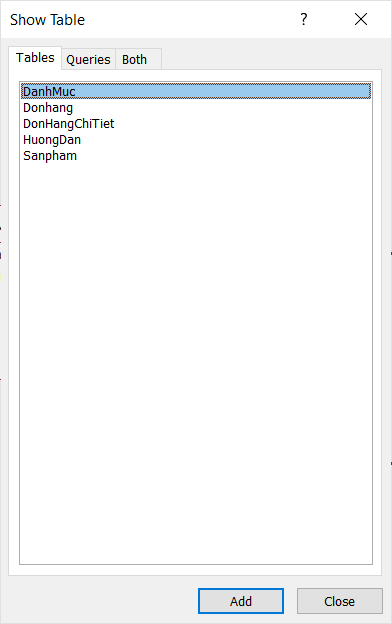 Show Table
?
Tables Queries Both
DanhMuc
Donhang
DonHangChiTiet
HuongDan
Sanpham
Add Close